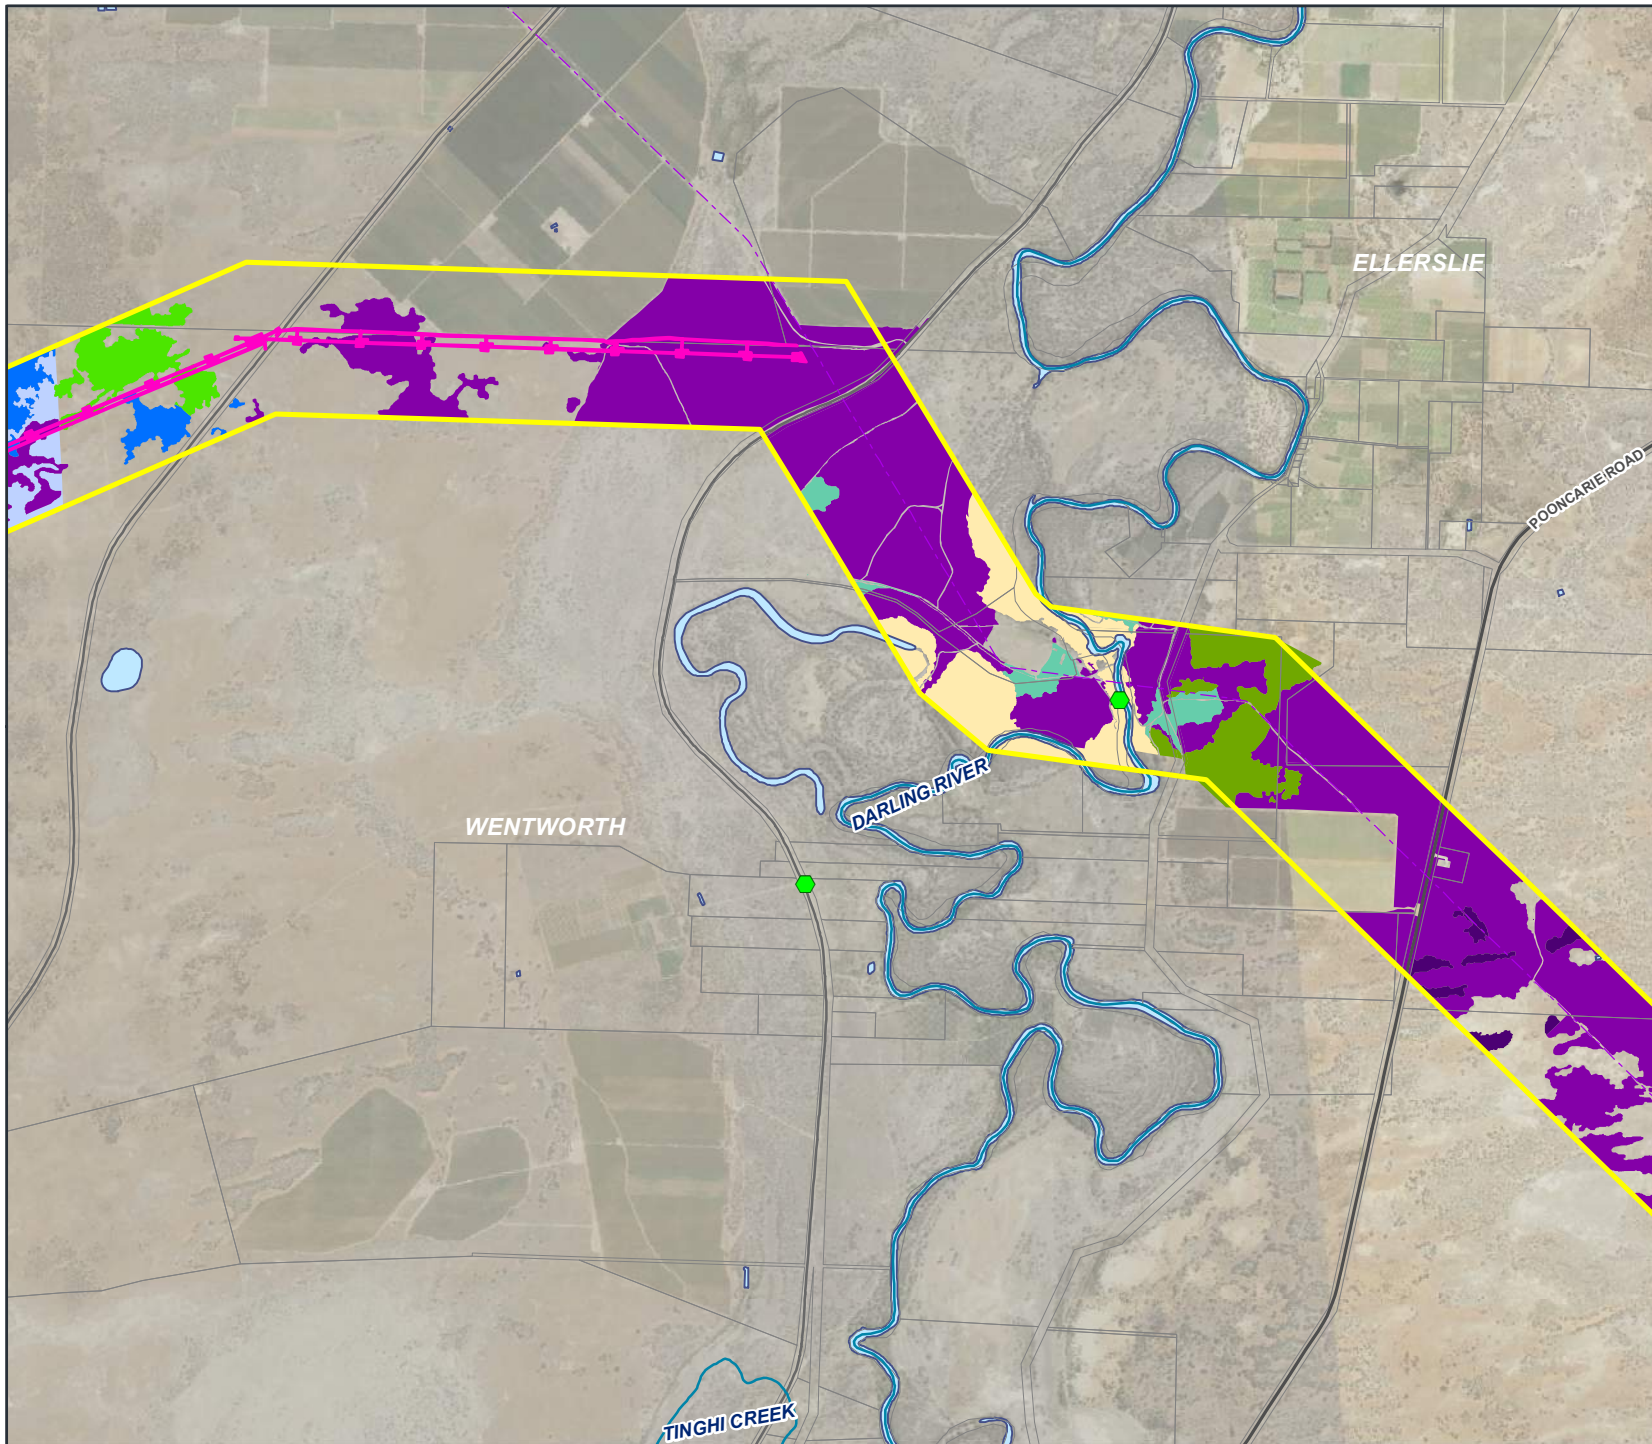 ELLERSLIE
POONCARIE ROAD
DARLING RIVER
WENTWORTH
TINGHI CREEK